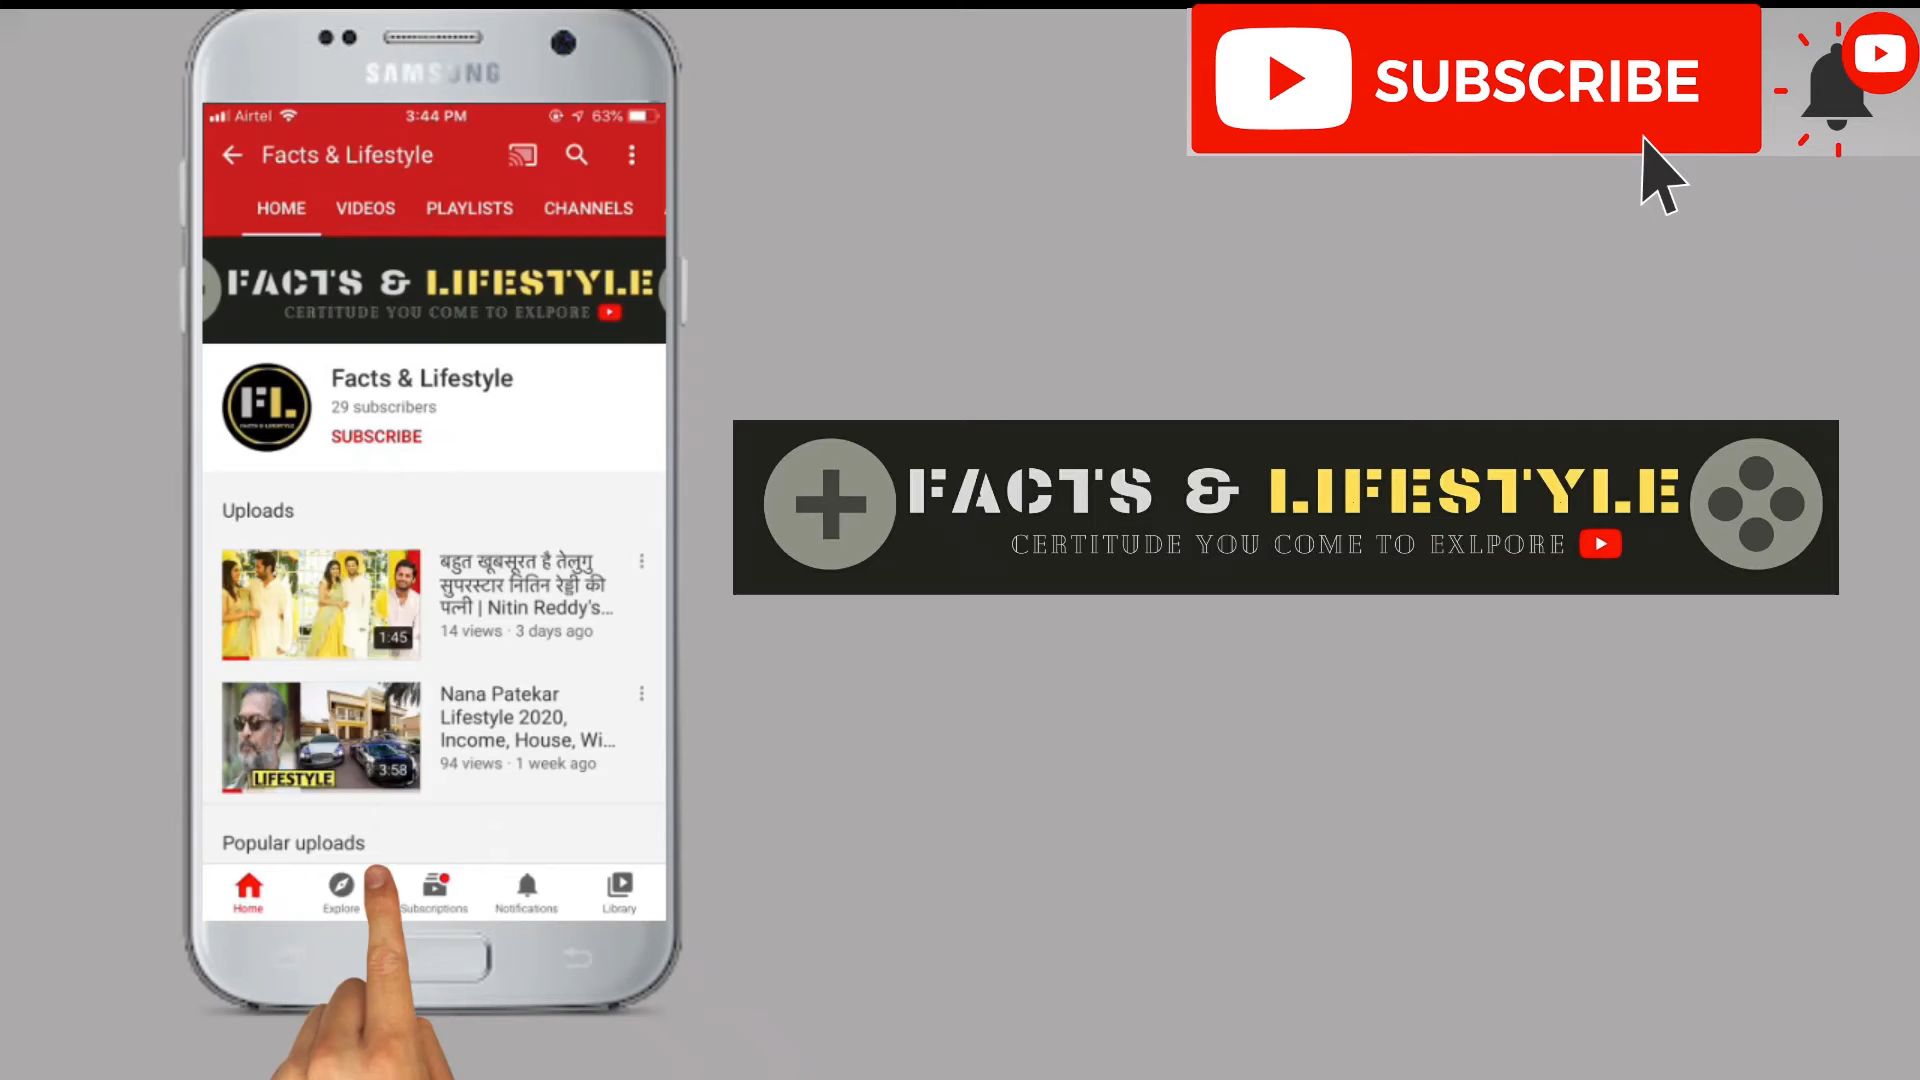 SAMSUNG
Airtel
3:44 PM
63%
Facts & Lifestyle
HOME VIDEOS PLAYLISTS CHANNELS
FACTS & LIFESTYLE
CERTITUDE YOU COME TO EXLPORE
FL
Facts & Lifestyle
29 subscribers
SUBSCRIBE
Uploads
1:45
बहुत खूबसूरत है तेलुगु
सुपरस्टार नितिन रेड्डी की
पत्नी | Nitin Reddy's...
14 views · 3 days ago
LIFESTYLE
3:58
Nana Patekar
Lifestyle 2020,
Income, House, Wi...
94 views · 1 week ago
Popular uploads
Home Explore Subscriptions Notifications Library
SUBSCRIBE
FACTS & LIFESTYLE
CERTITUDE YOU COME TO EXLPORE